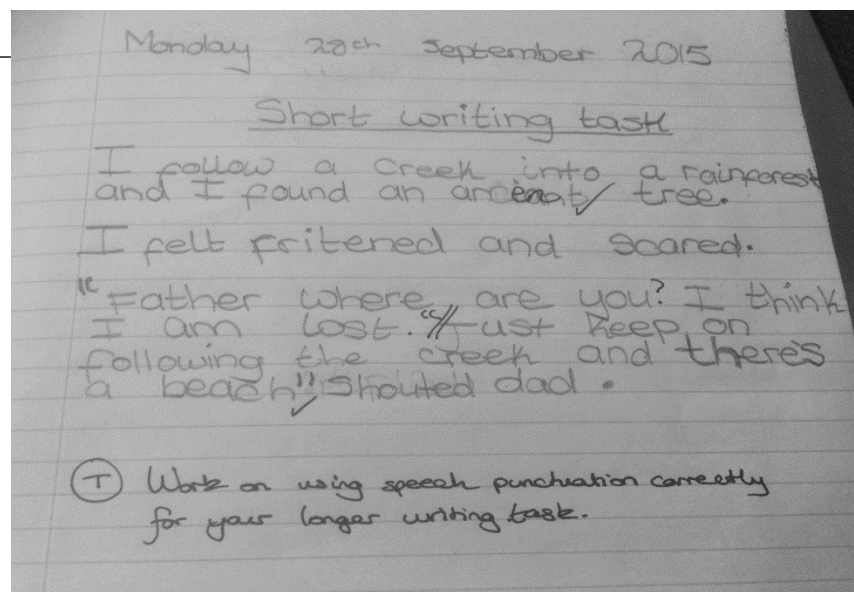 Monday 28th September 2015
Short writing task
I follow a creek into a rainforest
and I found an tree.
I felt fritened and scared.
"Father where are you? I think
I am lost."//"Just keep on
following the creek and there's
a beach" shouted dad.
T Work on using speech punctuation correctly
for your longer writing task.